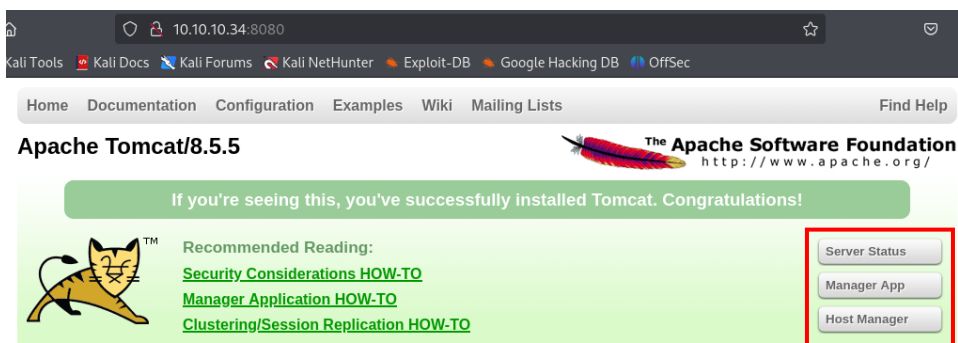 10.10.10.34:8080
Kali Tools Kali Docs Kali Forums Kali NetHunter Exploit-DB Google Hacking DB OffSec
Home Documentation Configuration Examples Wiki Mailing Lists Find Help
Apache Tomcat/8.5.5
The Apache Software Foundation
http://www.apache.org/
If you're seeing this, you've successfully installed Tomcat. Congratulations!
TM
Recommended Reading:
Security Considerations HOW-TO
Manager Application HOW-TO
Clustering/Session Replication HOW-TO
Server Status
Manager App
Host Manager